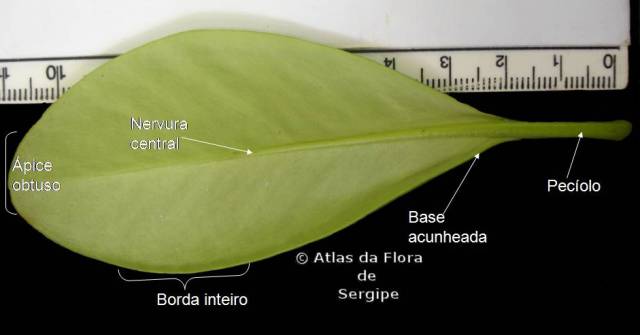 11 10 4 3 2 1 0
Nervura
central
Ápice
obtuso
Pecíolo
Base
acunheada
© Atlas da Flora
de
Sergipe
Borda inteiro